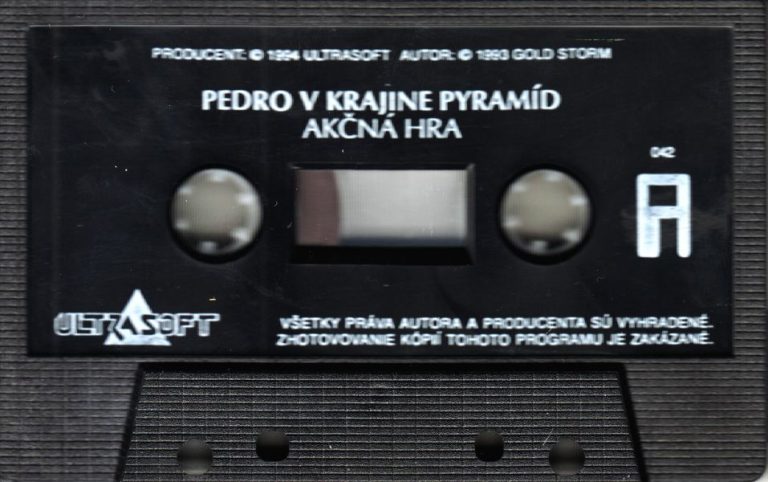 PRODUCENT: © 1994 ULTRASOFT AUTOR: © 1993 GOLD STORM
PEDRO V KRAJINE PYRAMÍD
AKČNÁ HRA
042
A
ULTRASOFT
VŠETKY PRÁVA AUTORA A PRODUCENTA SÚ VYHRADENÉ.
ZHOTOVOVANIE KÓPIÍ TOHOTO PROGRAMU JE ZAKÁZANÉ.